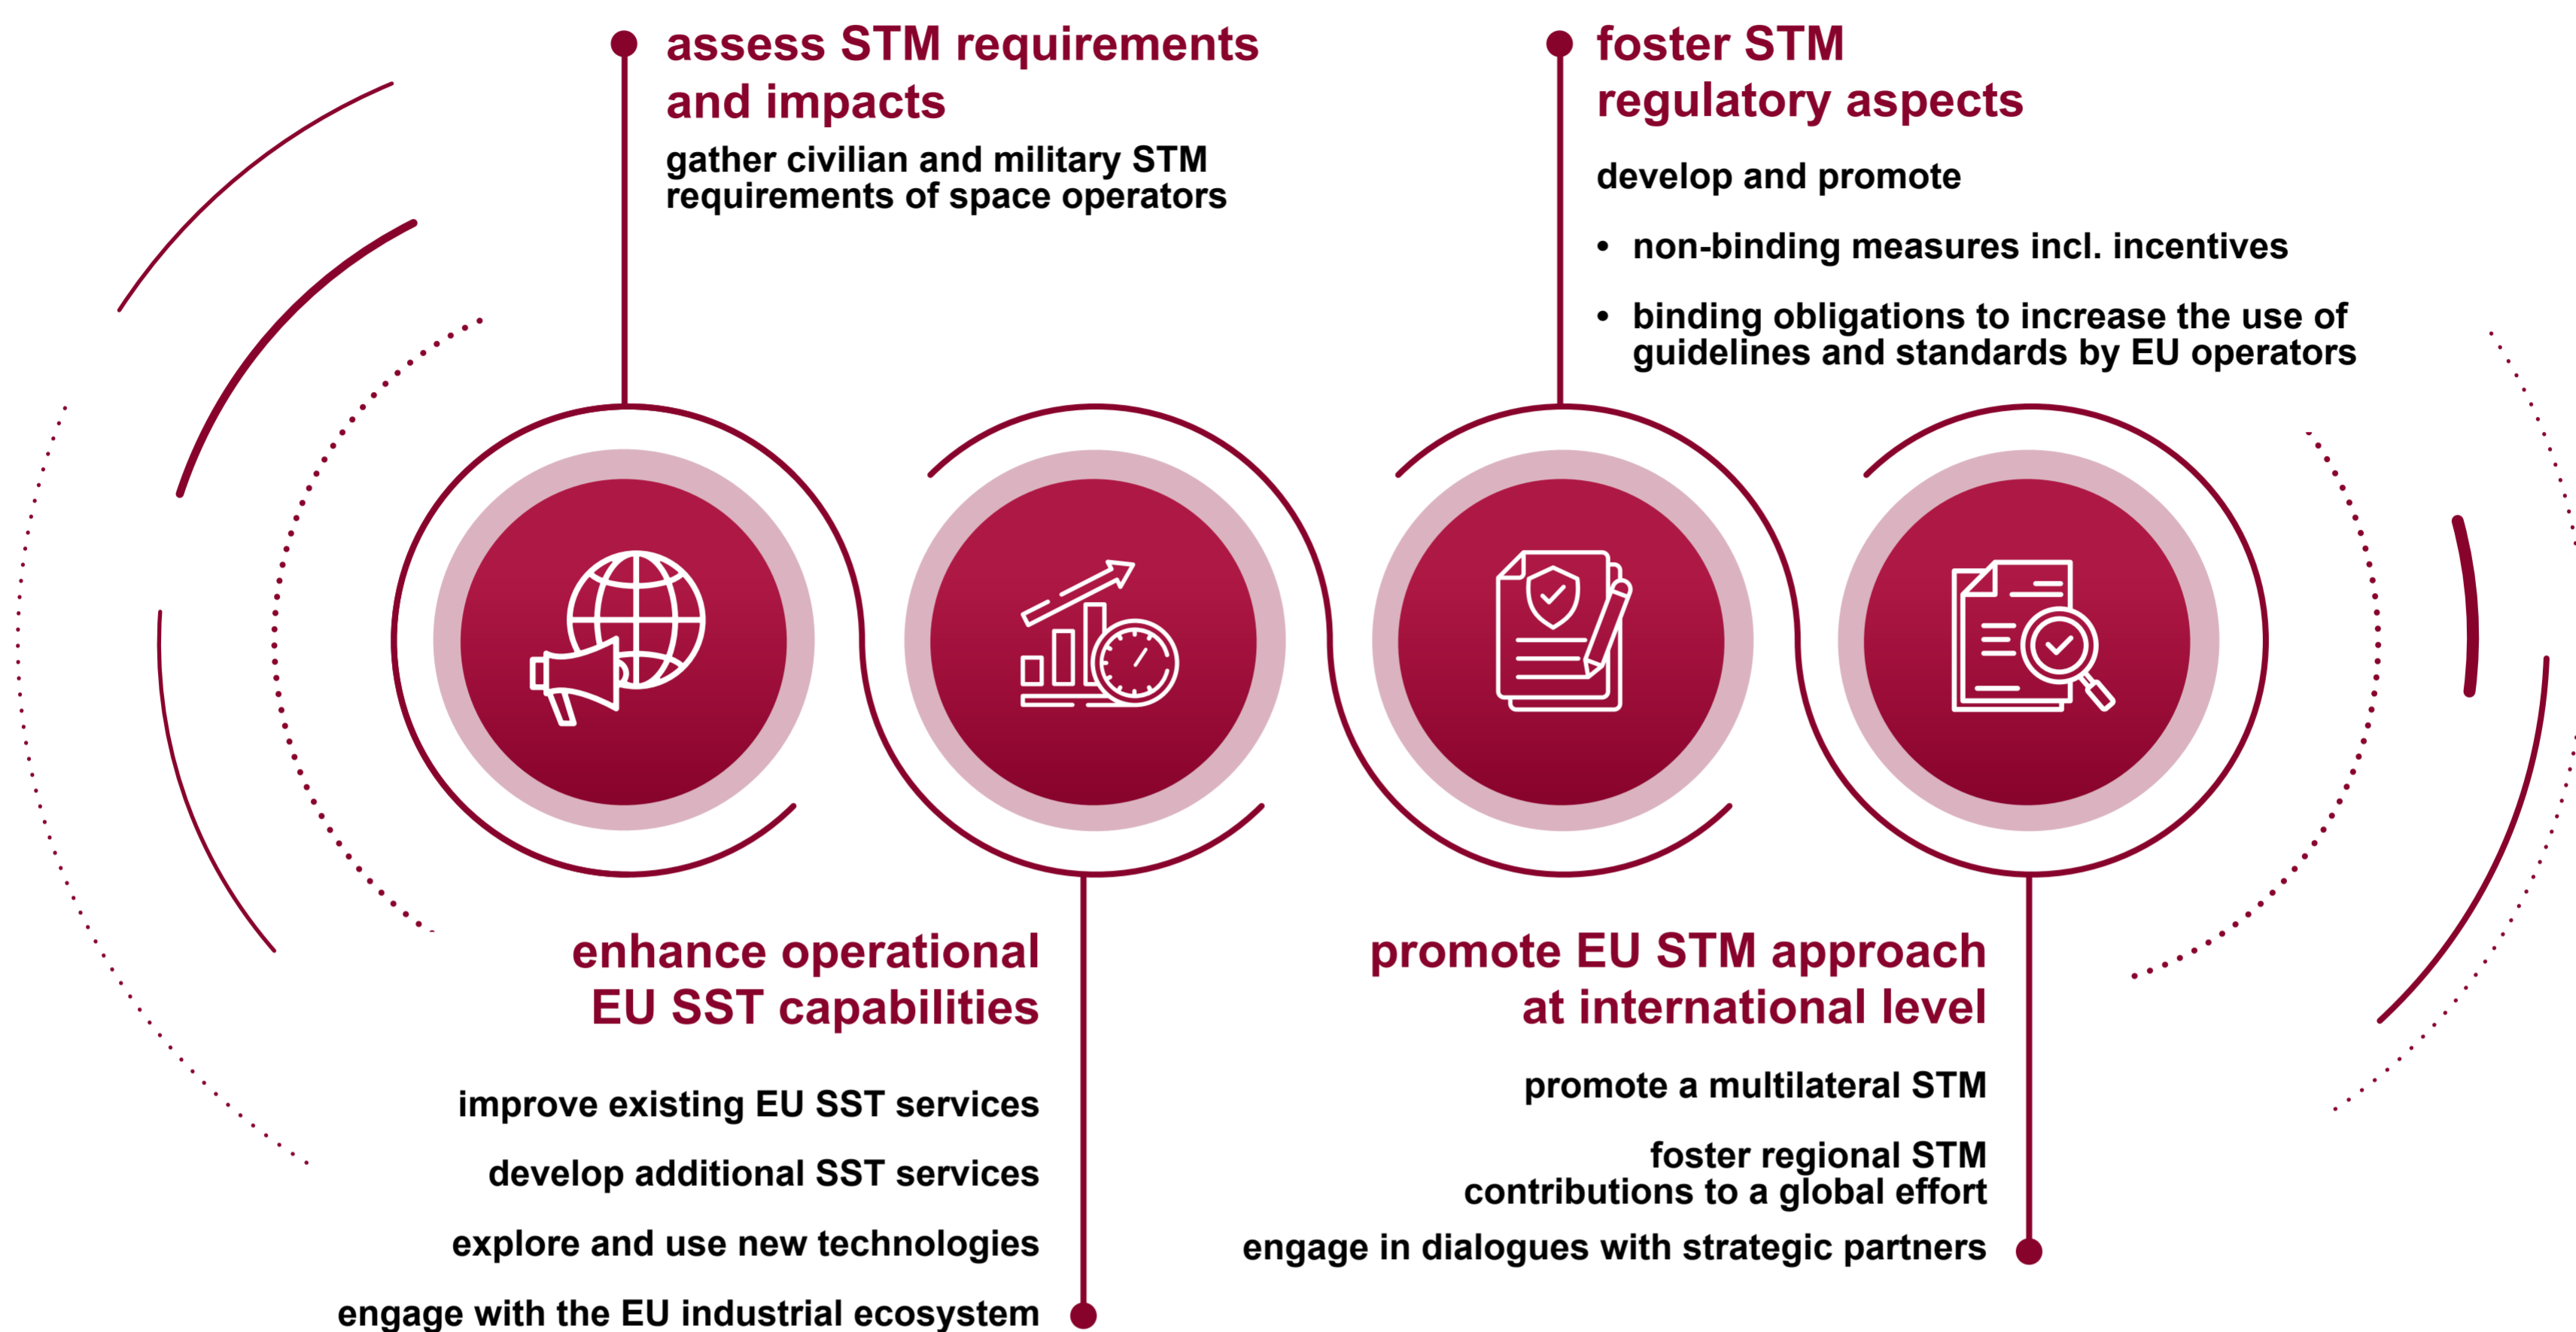 assess STM requirements
and impacts
gather civilian and military STM
requirements of space operators
enhance operational
EU SST capabilities
improve existing EU SST services
develop additional SST services
explore and use new technologies
engage with the EU industrial ecosystem
foster STM
regulatory aspects
develop and promote
• non-binding measures incl. incentives
• binding obligations to increase the use of
guidelines and standards by EU operators
promote EU STM approach
at international level
promote a multilateral STM
foster regional STM
contributions to a global effort
engage in dialogues with strategic partners